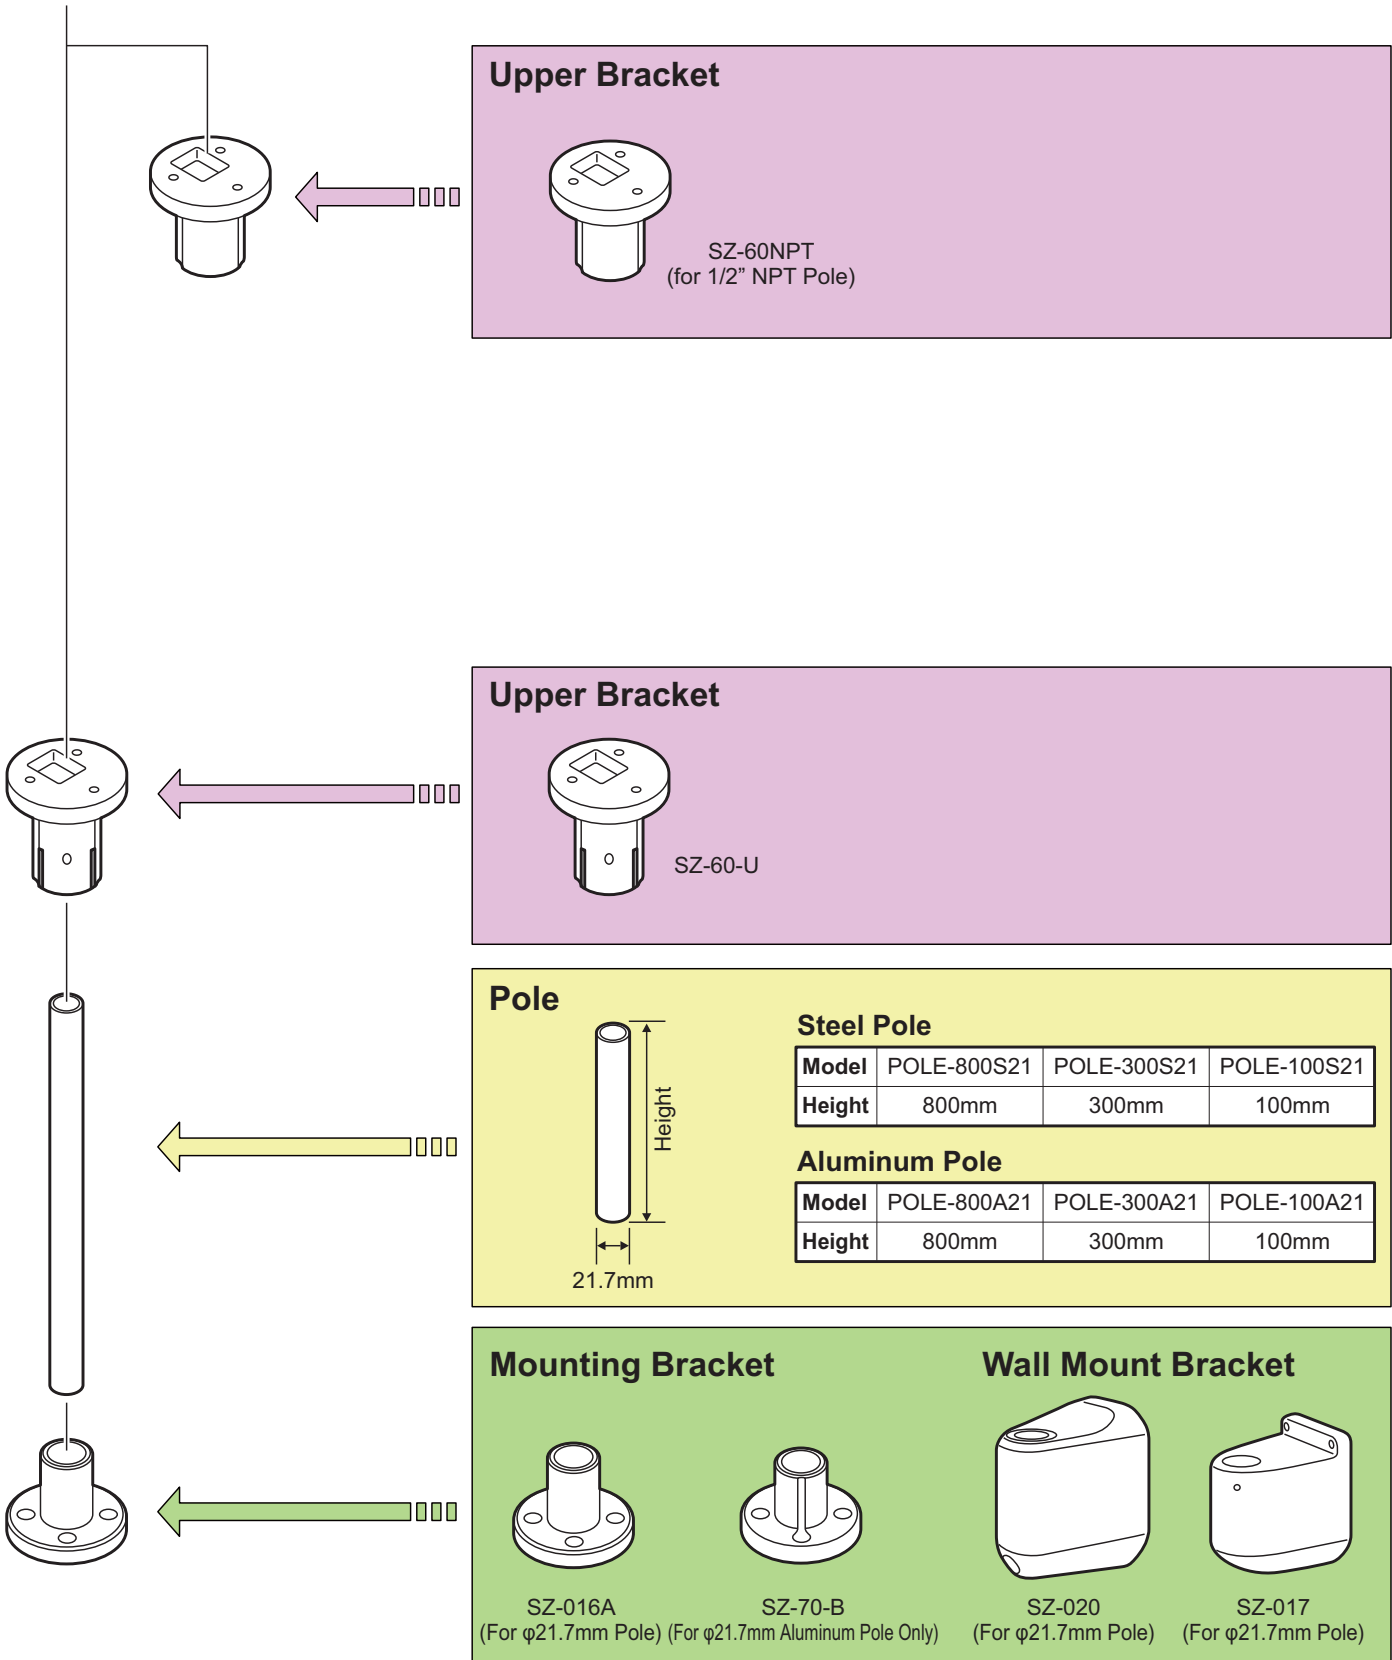 Upper Bracket
SZ-60NPT
(for 1/2” NPT Pole)
Upper Bracket
SZ-60-U
Pole
Height
21.7mm
Steel Pole
Model POLE-800S21 POLE-300S21 POLE-100S21
Height 800mm 300mm 100mm
Aluminum Pole
Model POLE-800A21 POLE-300A21 POLE-100A21
Height 800mm 300mm 100mm
Mounting Bracket
SZ-016A
(For φ21.7mm Pole)
SZ-70-B
(For φ21.7mm Aluminum Pole Only)
Wall Mount Bracket
SZ-020
(For φ21.7mm Pole)
SZ-017
(For φ21.7mm Pole)